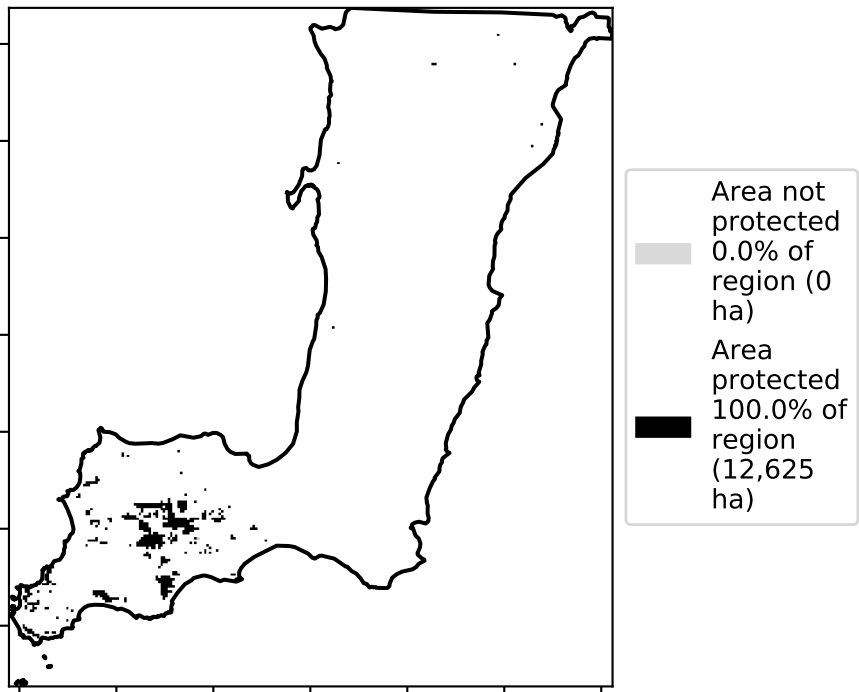 Area not
protected
0.0% of
region (0
ha)
Area
protected
100.0% of
region
(12,625
ha)